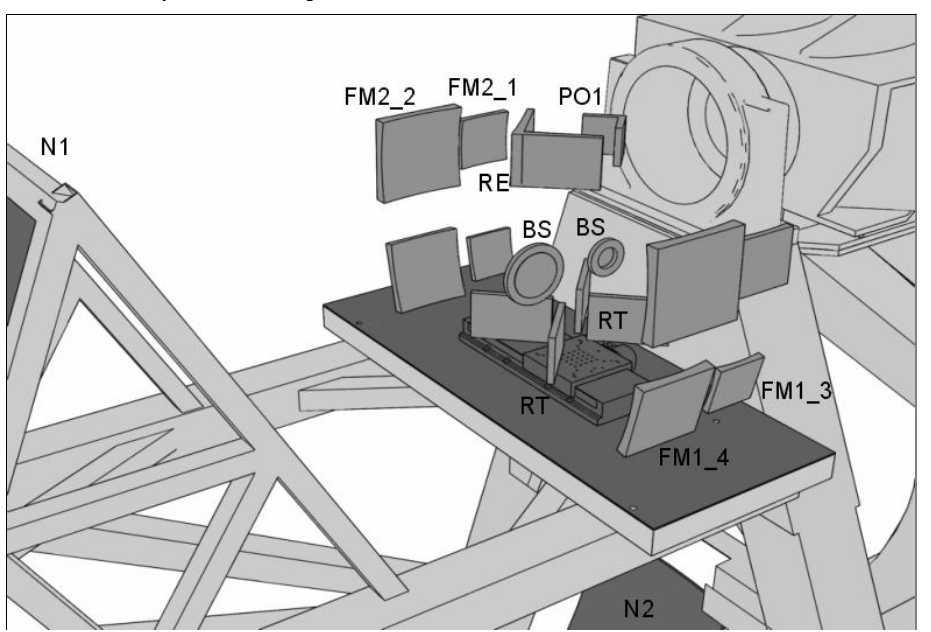 FM2_2
FM2_1
PO1
N1
RE
BS
BS
RT
RT
FM1_3
FM1_4
N2